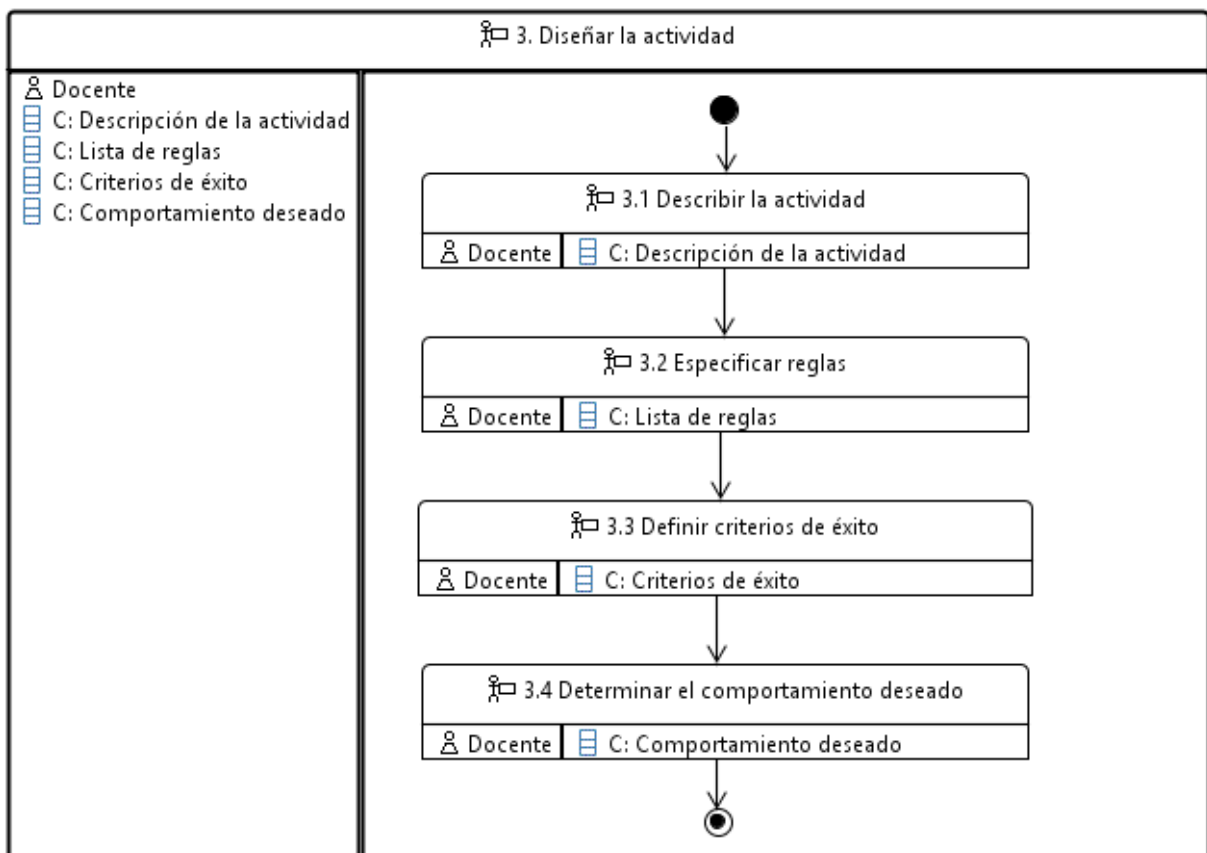 3. Diseñar la actividad
Docente
C: Descripción de la actividad
C: Lista de reglas
C: Criterios de éxito
C: Comportamiento deseado
3.1 Describir la actividad
Docente
C: Descripción de la actividad
3.2 Especificar reglas
Docente
C: Lista de reglas
3.3 Definir criterios de éxito
Docente
C: Criterios de éxito
3.4 Determinar el comportamiento deseado
Docente
C: Comportamiento deseado